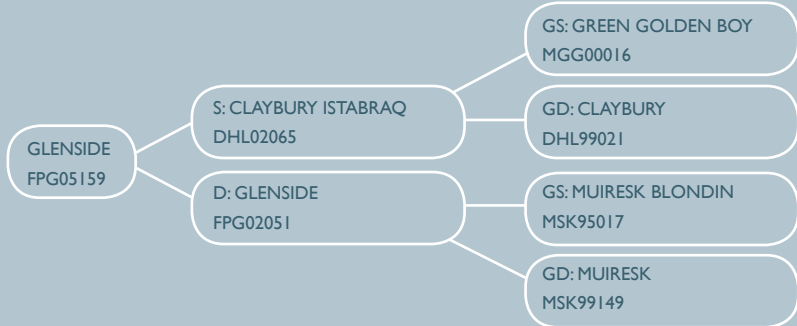 GLENSIDE
FPG05159
S: CLAYBURY ISTABRAQ
DHL02065
D: GLENSIDE
FPG02051
GS: GREEN GOLDEN BOY
MGG00016
GD: CLAYBURY
DHL99021
GS: MUIRESK BLONDIN
MSK95017
GD: MUIRESK
MSK99149